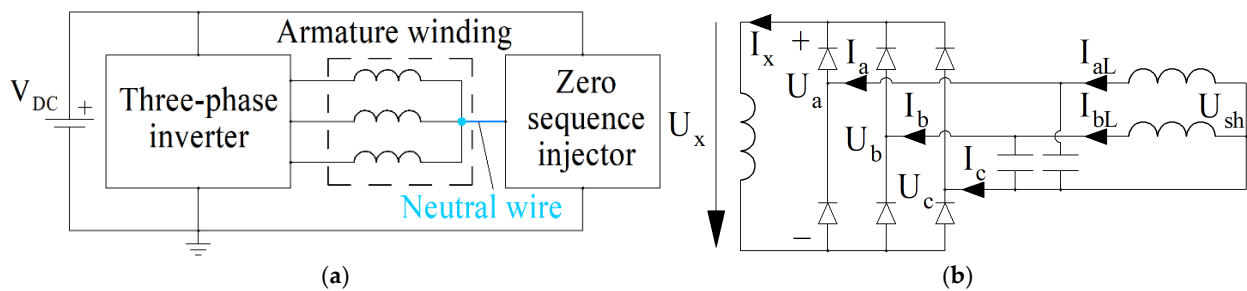 Armature winding
V_DC
+
Three-phase
inverter
Zero
sequence
injector
Neutral wire
(a)
U_x
I_x
+
I_a
I_aL
U_a
I_b
I_bL
U_sh
U_b
I_c
U_c
–
(b)